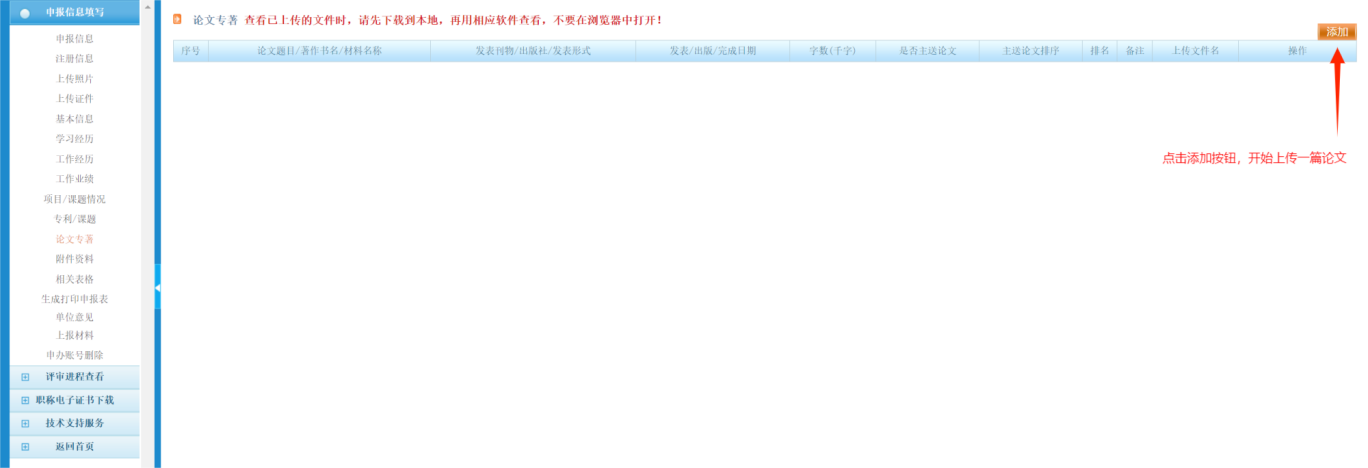 申报信息填写
申报信息
注册信息
上传照片
上传证件
基本信息
学习经历
工作经历
工作业绩
项目/课题情况
专利/课题
论文专著
附件资料
相关表格
生成打印申报表
单位意见
上报材料
申办账号删除
评审进程查看
职称电子证书下载
技术支持服务
返回首页
论文专著 查看已上传的文件时，请先下载到本地，再用相应软件查看，不要在浏览器中打开！
添加
序号 论文题目/著作书名/材料名称 发表刊物/出版社/发表形式 发表/出版/完成日期 字数(千字) 是否主送论文 主送论文排序 排名 备注 上传文件名 操作
点击添加按钮，开始上传一篇论文